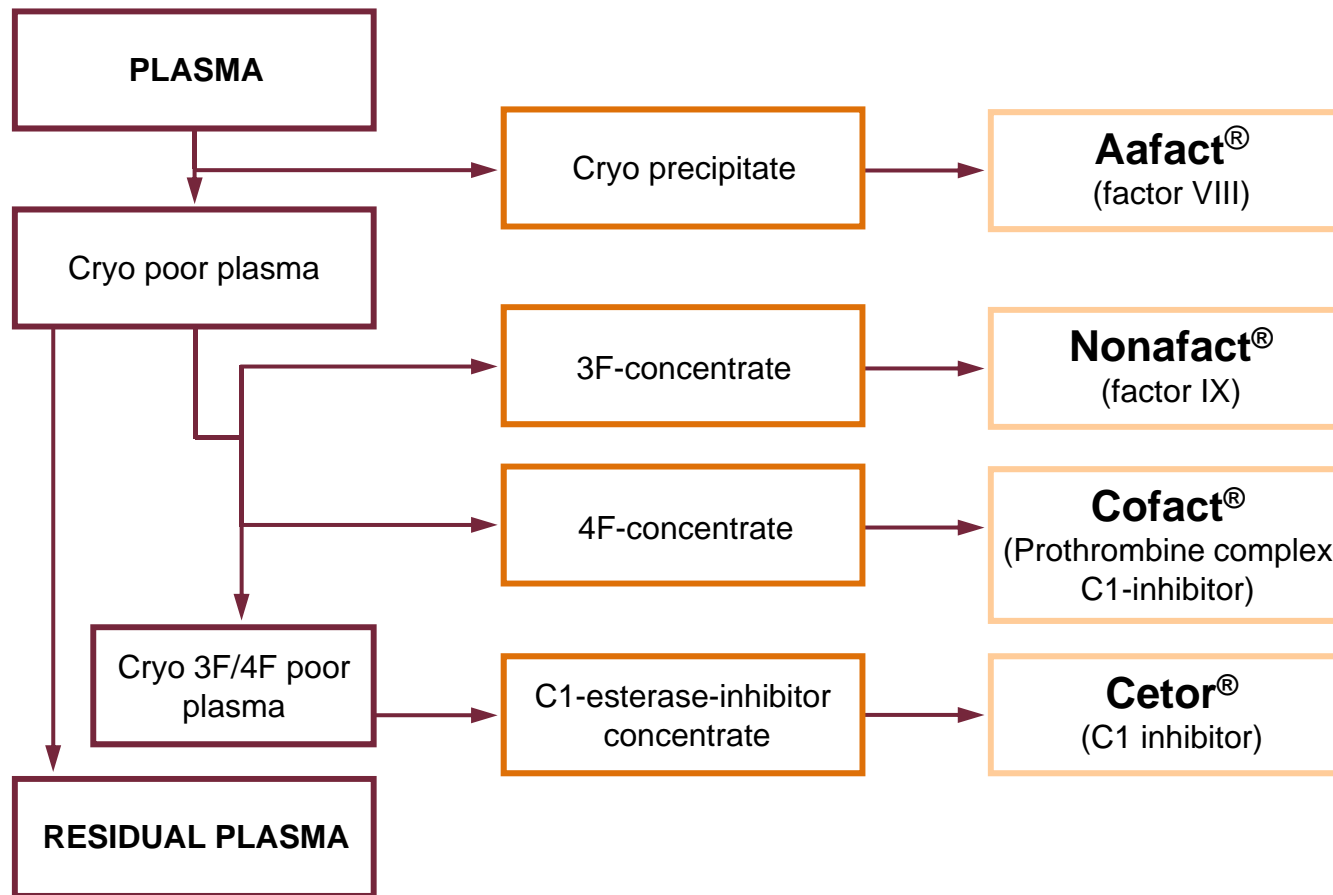 PLASMA
Cryo precipitate
Aafact®
(factor VIII)
Cryo poor plasma
3F-concentrate
Nonafact®
(factor IX)
4F-concentrate
Cofact®
(Prothrombine complex
C1-inhibitor)
Cryo 3F/4F poor
plasma
C1-esterase-inhibitor
concentrate
Cetor®
(C1 inhibitor)
RESIDUAL PLASMA